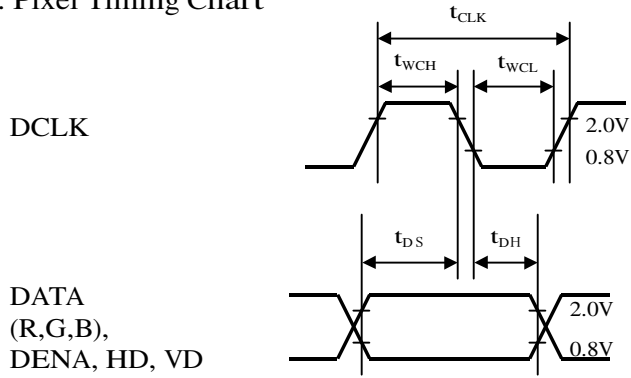 . Pixel Timing Chart
tCLK
tWCH tWCL
DCLK
2.0V
0.8V
tDS tDH
DATA
(R,G,B),
DENA, HD, VD
2.0V
0.8V